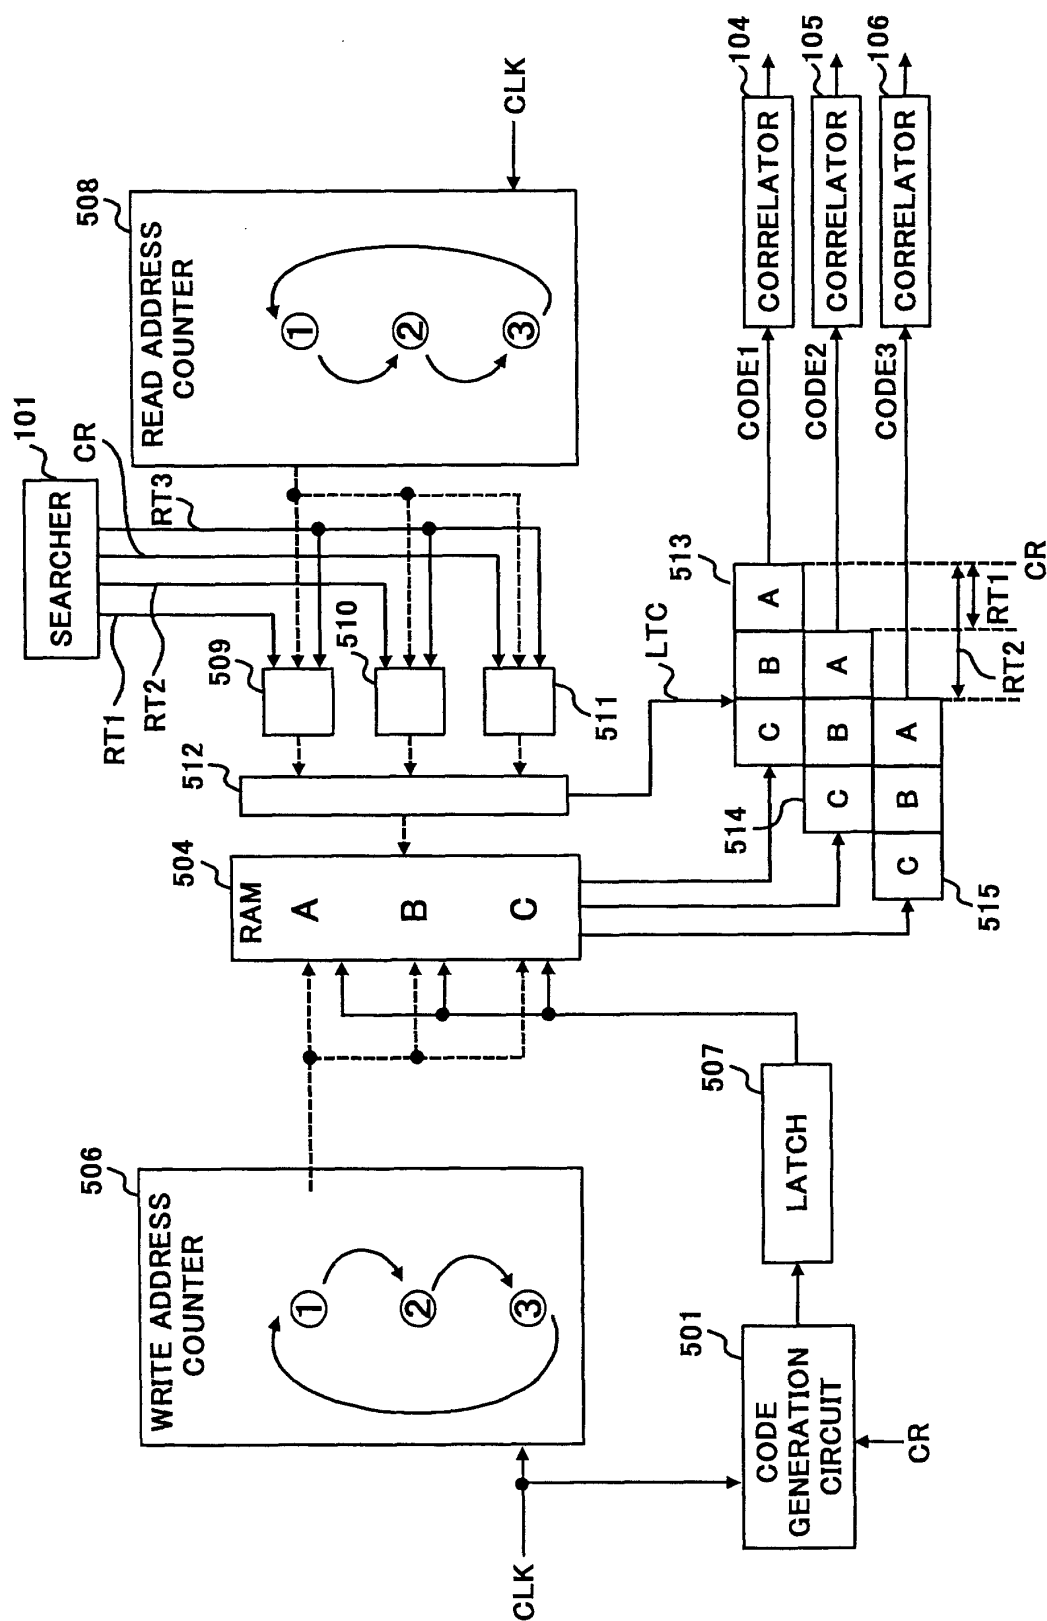 506
WRITE ADDRESS
COUNTER
①
②
③
CLK
501
CODE
GENERATION
CIRCUIT
CR
507
LATCH
504
RAM
A
B
C
512
509
510
511
101
SEARCHER
RT1
RT2
CR
RT3
508
READ ADDRESS
COUNTER
①
②
③
CLK
LTC
513
C
B
A
514
C
B
A
515
C
B
A
RT1
RT2
CR
CODE1
CORRELATOR
104
CODE2
CORRELATOR
105
CODE3
CORRELATOR
106